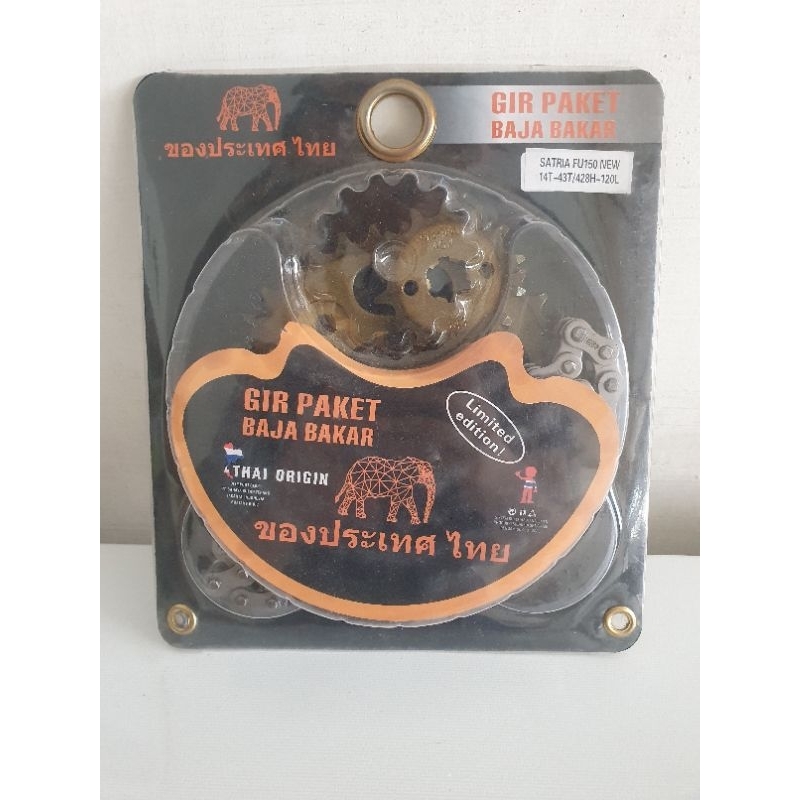 ของประเทศ ไทย
GIR PAKET
BAJA BAKAR
SATRIA FU150 NEW
14T-43T/428H-120L
GIR PAKET
BAJA BAKAR
Limited
edition!
THAI ORIGIN
ของประเทศ ไทย